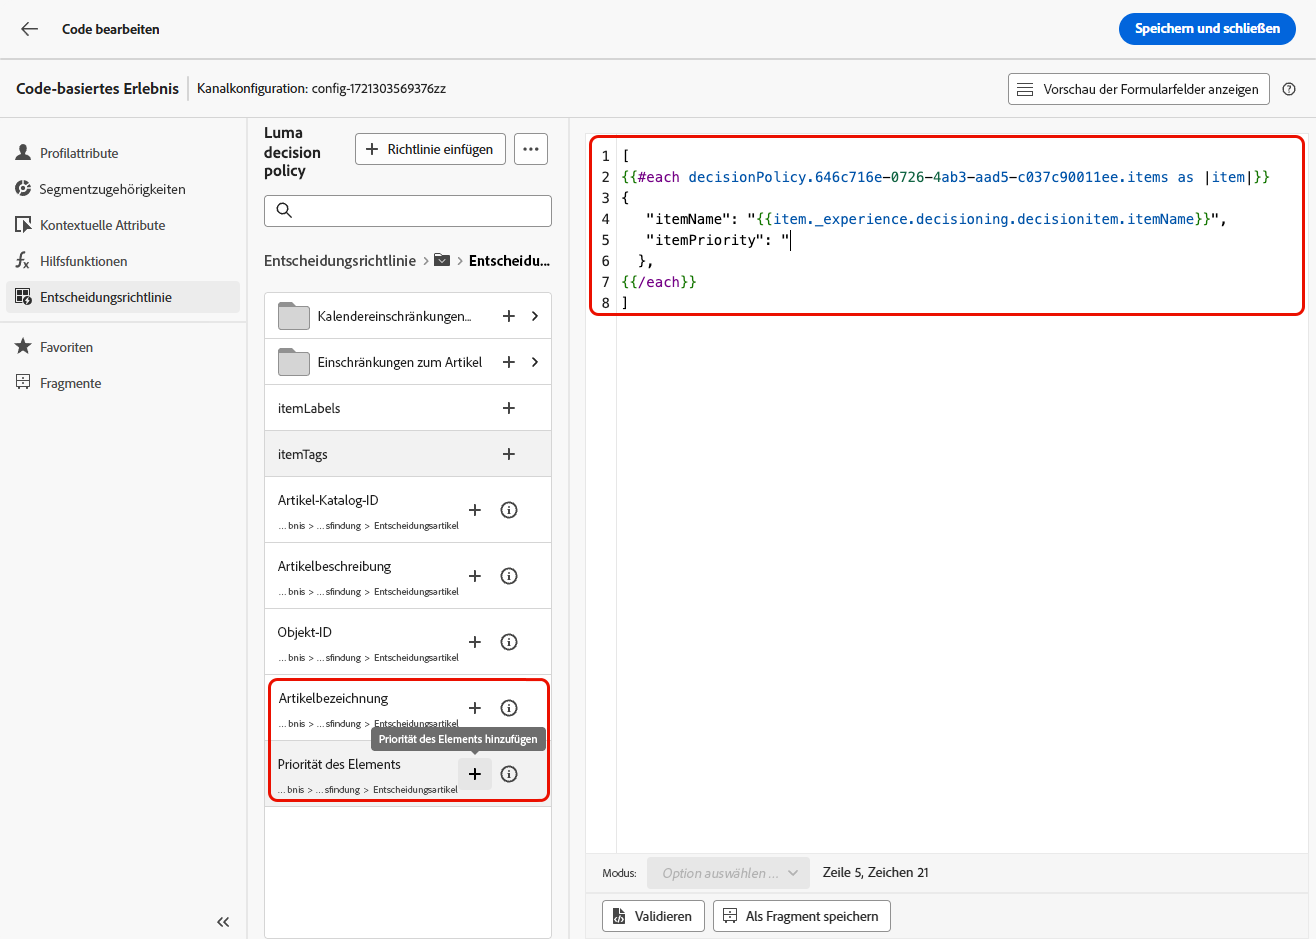 Code bearbeiten
Speichern und schließen
Code-basiertes Erlebnis
Kanalkonfiguration: config-1721303569376zz
Vorschau der Formularfelder anzeigen
Profilattribute
Segmentzugehörigkeiten
Kontextuelle Attribute
Hilfsfunktionen
Entscheidungsrichtlinie
Favoriten
Fragmente
Luma
decision
policy
Richtlinie einfügen
Entscheidungsrichtlinie > > Entscheidu...
Kalendereinschränkungen...
Einschränkungen zum Artikel
itemLabels
itemTags
Artikel-Katalog-ID
... bnis > ... sfindung > Entscheidungsartikel
Artikelbeschreibung
... bnis > ... sfindung > Entscheidungsartikel
Objekt-ID
... bnis > ... sfindung > Entscheidungsartikel
Artikelbezeichnung
... bnis > ... sfindung > Entscheidungsartikel
Priorität des Elements hinzufügen
Priorität des Elements
... bnis > ... sfindung > Entscheidungsartikel
1 [
2 {{#each decisionPolicy.646c716e-0726-4ab3-aad5-c037c90011ee.items as |item|}}
3 {
4 "itemName": "{{item._experience.decisioning.decisionitem.itemName}}",
5 "itemPriority": "
6 },
7 {{/each}}
8 ]
Modus:
Option auswählen ...
Zeile 5, Zeichen 21
Validieren
Als Fragment speichern